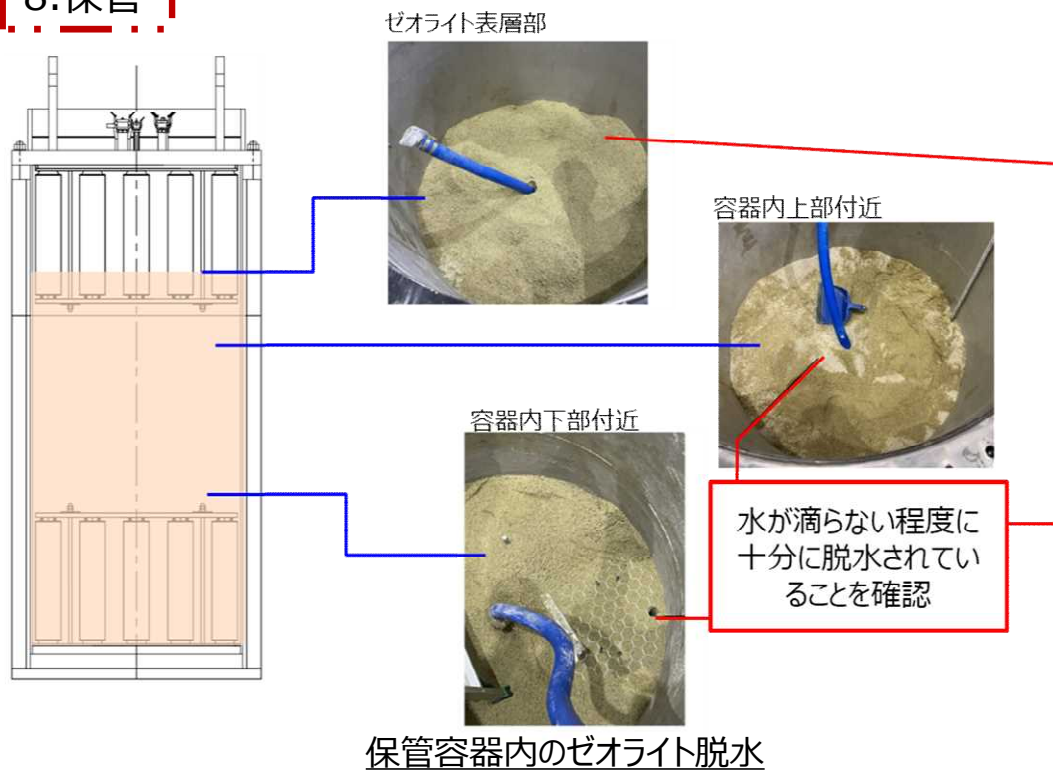 8.保管
ゼオライト表層部
容器内上部付近
容器内下部付近
水が滴らない程度に
十分に脱水されてい
ることを確認
保管容器内のゼオライト脱水